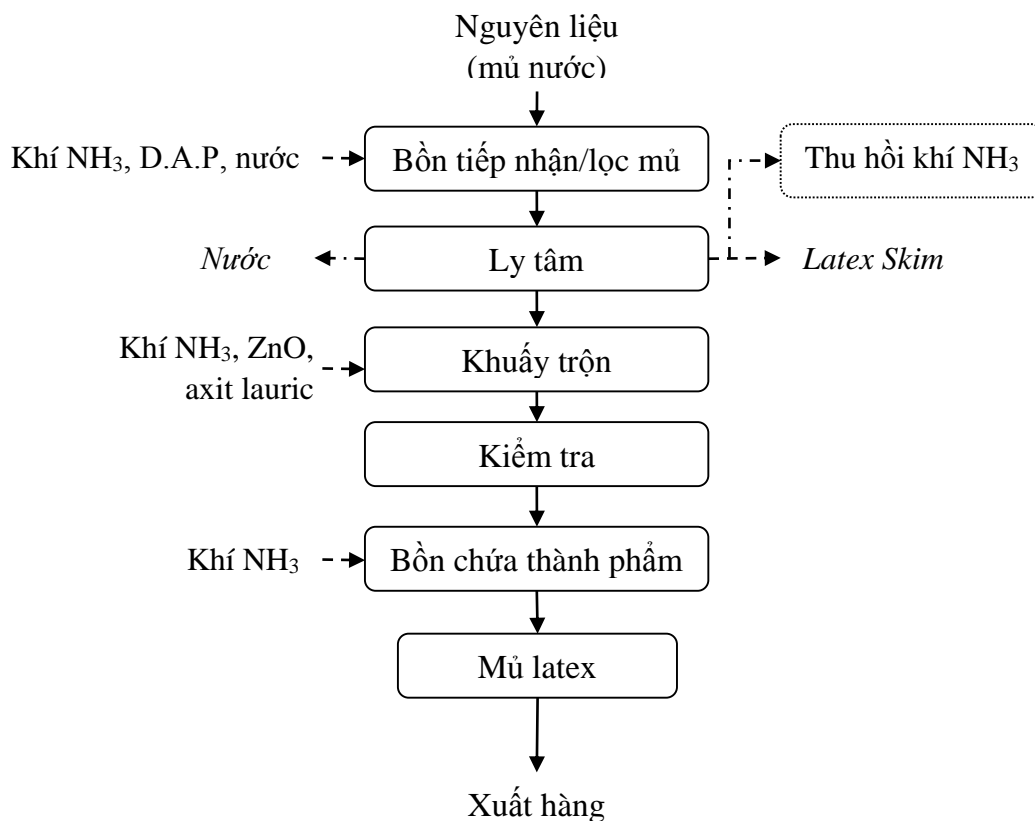 Nguyên liệu
(mủ nước)
Khí NH₃, D.A.P, nước
Bồn tiếp nhận/lọc mủ
Thu hồi khí NH₃
Nước
Ly tâm
Latex Skim
Khí NH₃, ZnO,
axit lauric
Khuấy trộn
Kiểm tra
Khí NH₃
Bồn chứa thành phẩm
Mủ latex
Xuất hàng